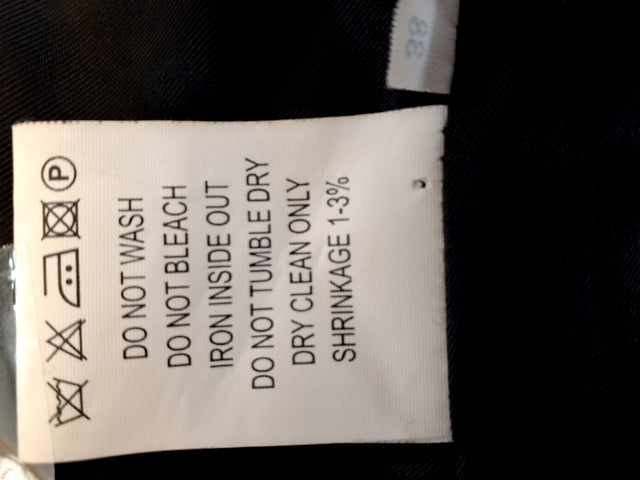 P
DO NOT WASH
DO NOT BLEACH
IRON INSIDE OUT
DO NOT TUMBLE DRY
DRY CLEAN ONLY
SHRINKAGE 1-3%
38